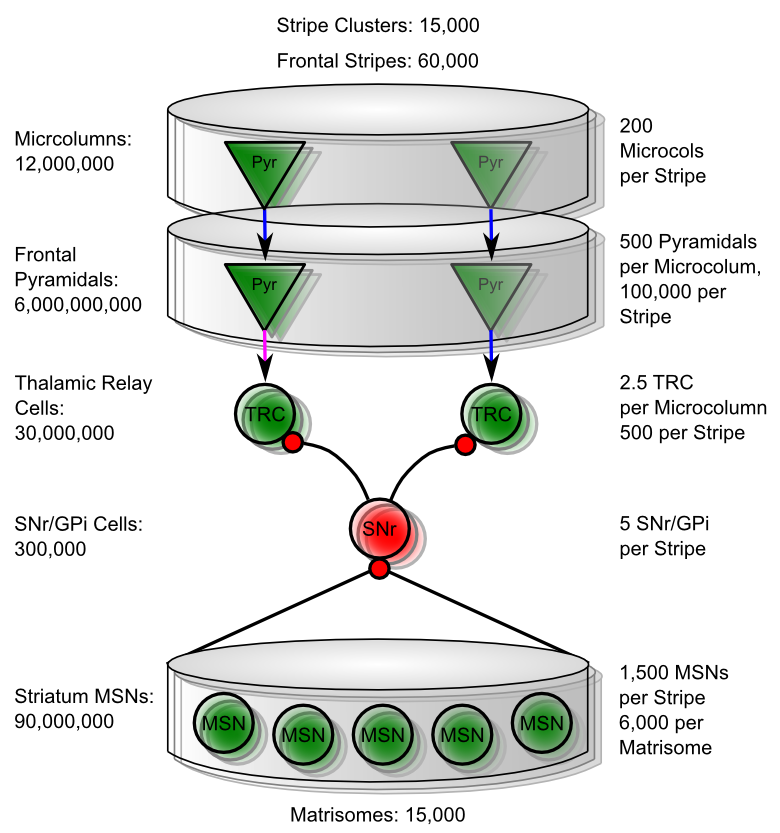 Stripe Clusters: 15,000
Frontal Stripes: 60,000
Micrcolumns:
12,000,000
Pyr
Pyr
200
Microcols
per Stripe
Frontal
Pyramidals:
6,000,000,000
Pyr
Pyr
500 Pyramidals
per Microcolum,
100,000 per
Stripe
Thalamic Relay
Cells:
30,000,000
TRC
TRC
2.5 TRC
per Microcolumn
500 per Stripe
SNr/GPi Cells:
300,000
SNr
5 SNr/GPi
per Stripe
Striatum MSNs:
90,000,000
MSN
MSN
MSN
MSN
MSN
1,500 MSNs
per Stripe
6,000 per
Matrisome
Matrisomes: 15,000